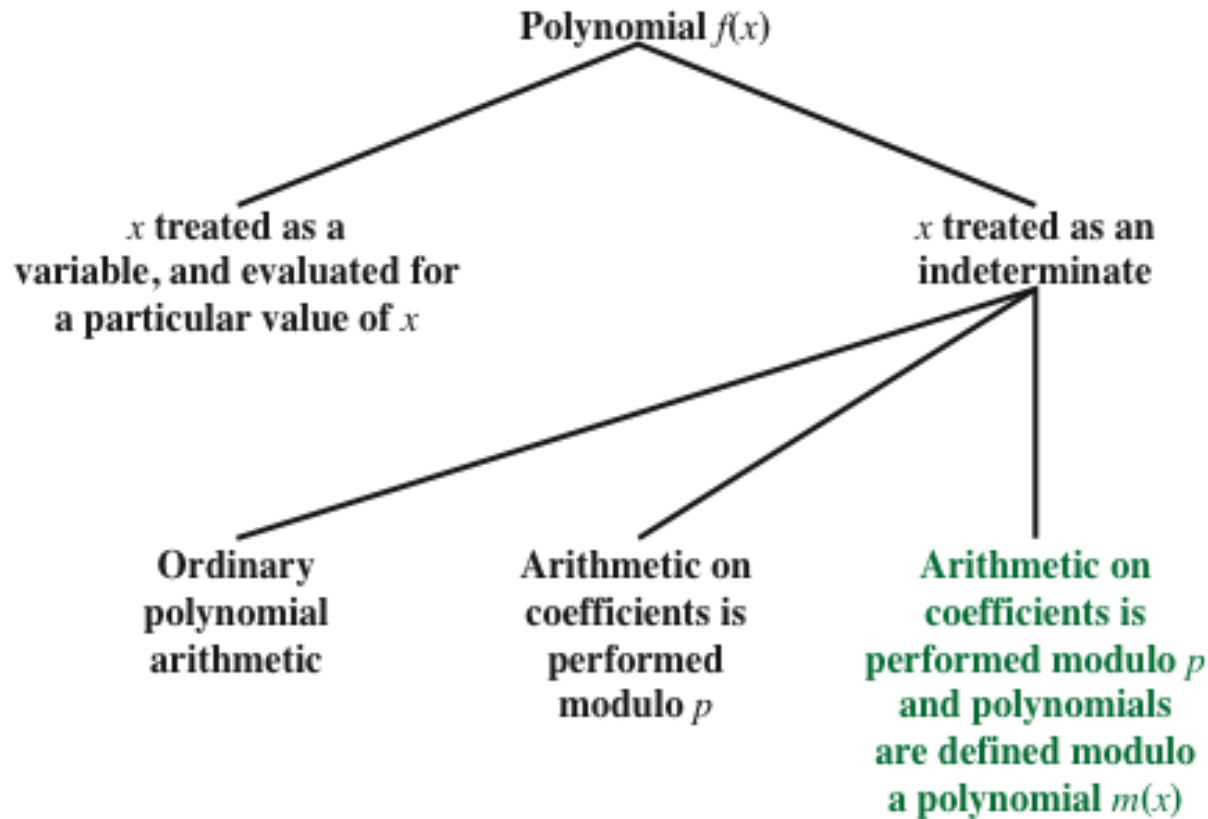 Polynomial f(x)
x treated as a
variable, and evaluated for
a particular value of x
x treated as an
indeterminate
Ordinary
polynomial
arithmetic
Arithmetic on
coefficients is
performed
modulo p
Arithmetic on
coefficients is
performed modulo p
and polynomials
are defined modulo
a polynomial m(x)